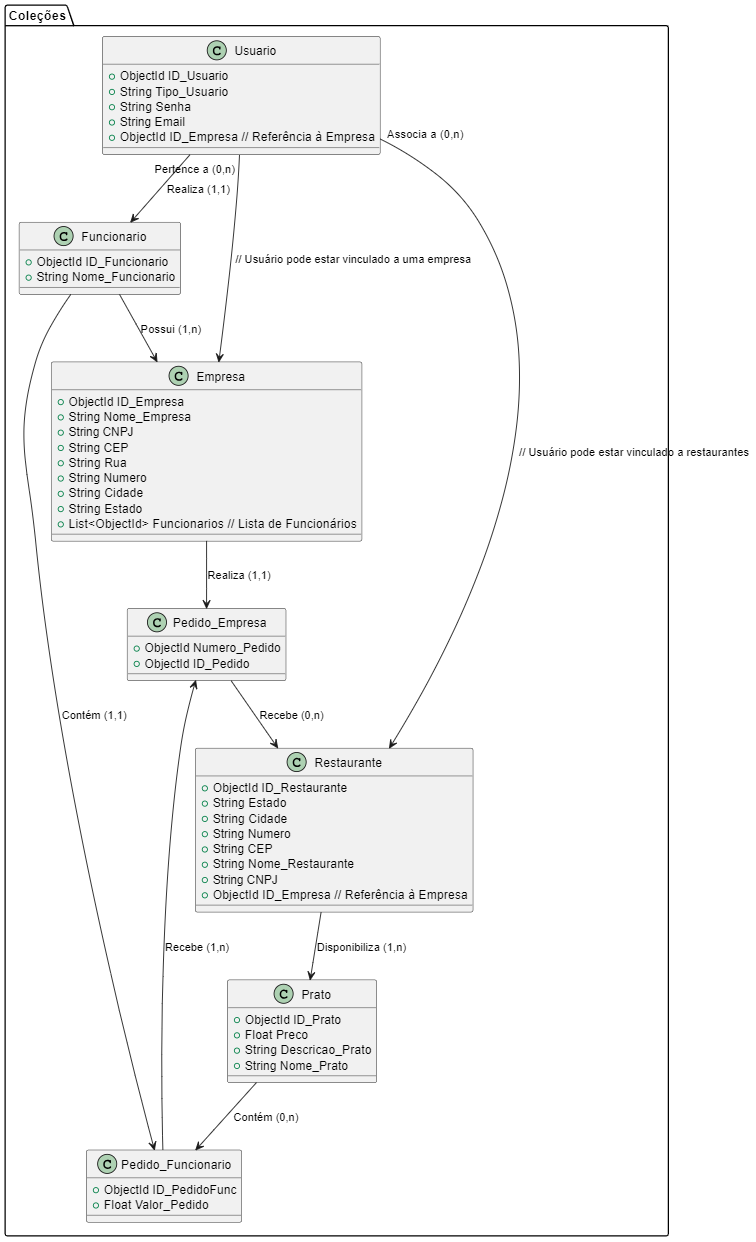 Coleções
C Usuario
ObjectId ID_Usuario
String Tipo_Usuario
String Senha
String Email
ObjectId ID_Empresa // Referência à Empresa
Associa a (0,n)
Pertence a (0,n)
Realiza (1,1)
C Funcionario
ObjectId ID_Funcionario
String Nome_Funcionario
// Usuário pode estar vinculado a uma empresa
Possui (1,n)
C Empresa
ObjectId ID_Empresa
String Nome_Empresa
String CNPJ
String CEP
String Rua
String Numero
String Cidade
String Estado
List<ObjectId> Funcionarios // Lista de Funcionários
// Usuário pode estar vinculado a restaurantes
Realiza (1,1)
C Pedido_Empresa
ObjectId Numero_Pedido
ObjectId ID_Pedido
Contém (1,1)
Recebe (0,n)
C Restaurante
ObjectId ID_Restaurante
String Estado
String Cidade
String Numero
String CEP
String Nome_Restaurante
String CNPJ
ObjectId ID_Empresa // Referência à Empresa
Recebe (1,n)
Disponibiliza (1,n)
C Prato
ObjectId ID_Prato
Float Preco
String Descricao_Prato
String Nome_Prato
Contém (0,n)
C Pedido_Funcionario
ObjectId ID_PedidoFunc
Float Valor_Pedido